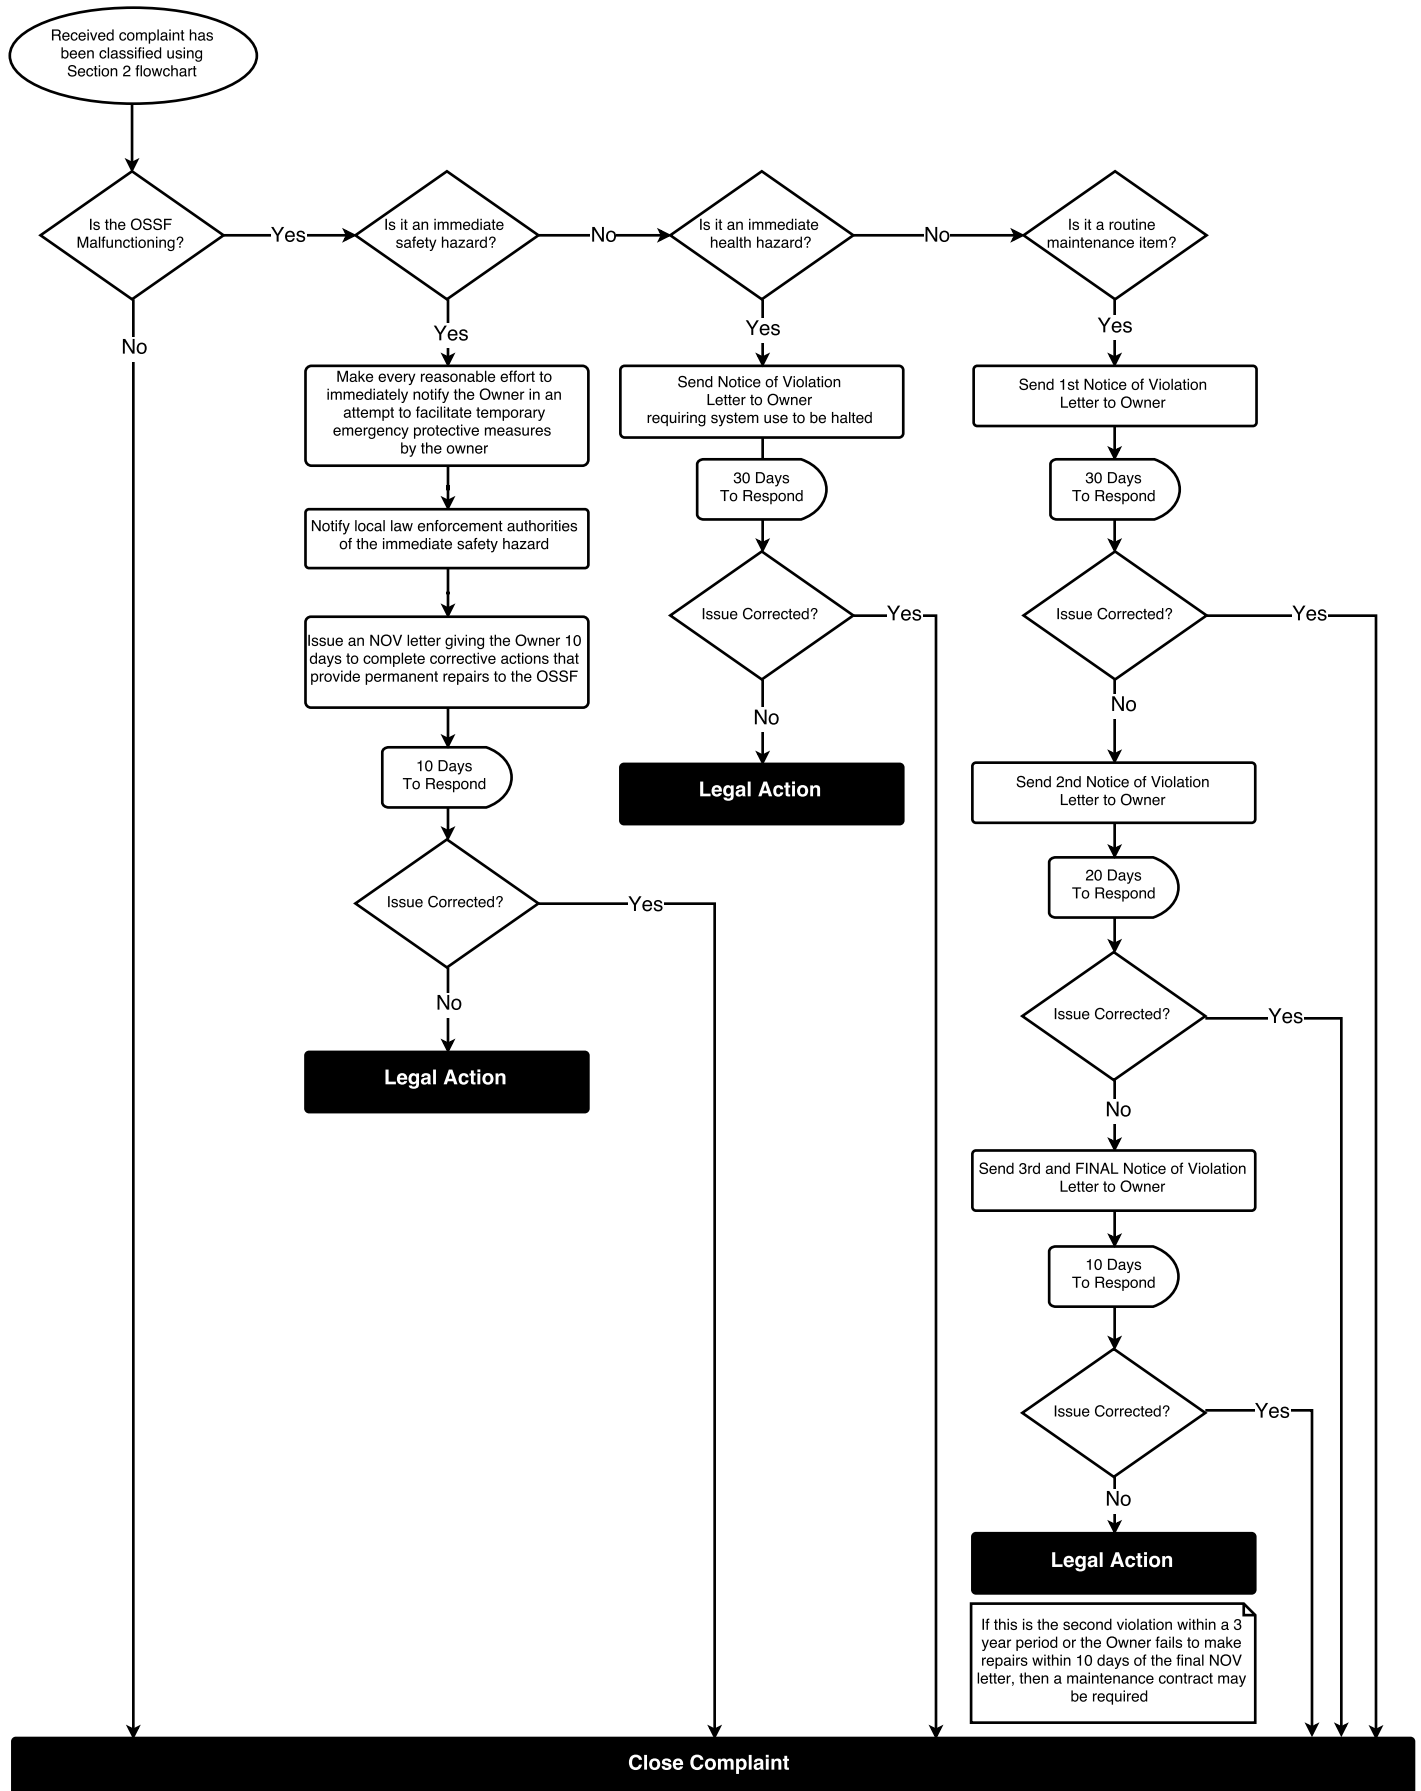 Received complaint has
been classified using
Section 2 flowchart
Is the OSSF
Malfunctioning?
Yes
Is it an immediate
safety hazard?
No
Is it an immediate
health hazard?
No
Is it a routine
maintenance item?
No
Yes
Make every reasonable effort to
immediately notify the Owner in an
attempt to facilitate temporary
emergency protective measures
by the owner
Notify local law enforcement authorities
of the immediate safety hazard
Issue an NOV letter giving the Owner 10
days to complete corrective actions that
provide permanent repairs to the OSSF
10 Days
To Respond
Issue Corrected?
Yes
No
Legal Action
Yes
Send Notice of Violation
Letter to Owner
requiring system use to be halted
30 Days
To Respond
Issue Corrected?
Yes
No
Legal Action
Yes
Send 1st Notice of Violation
Letter to Owner
30 Days
To Respond
Issue Corrected?
Yes
No
Send 2nd Notice of Violation
Letter to Owner
20 Days
To Respond
Issue Corrected?
Yes
No
Send 3rd and FINAL Notice of Violation
Letter to Owner
10 Days
To Respond
Issue Corrected?
Yes
No
Legal Action
If this is the second violation within a 3
year period or the Owner fails to make
repairs within 10 days of the final NOV
letter, then a maintenance contract may
be required
Close Complaint